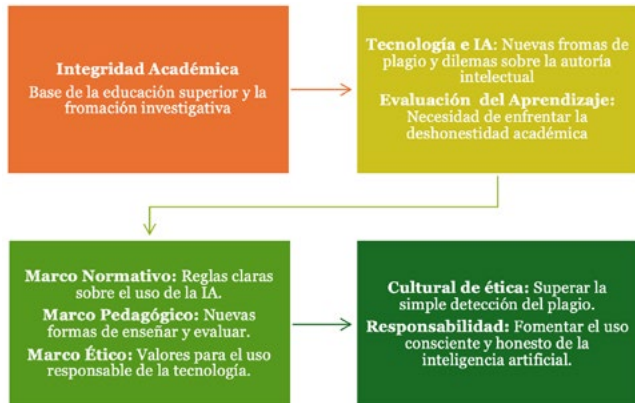 Integridad Académica
Base de la educación superior y la
fromación investigativa
Tecnología e IA: Nuevas fromas de
plagio y dilemas sobre la autoría
intelectual
Evaluación del Aprendizaje:
Necesidad de enfrentar la
deshonestidad académica
Marco Normativo: Reglas claras
sobre el uso de la IA.
Marco Pedagógico: Nuevas
formas de enseñar y evaluar.
Marco Ético: Valores para el uso
responsable de la tecnología.
Cultural de ética: Superar la
simple detección del plagio.
Responsabilidad: Fomentar el uso
consciente y honesto de la
inteligencia artificial.